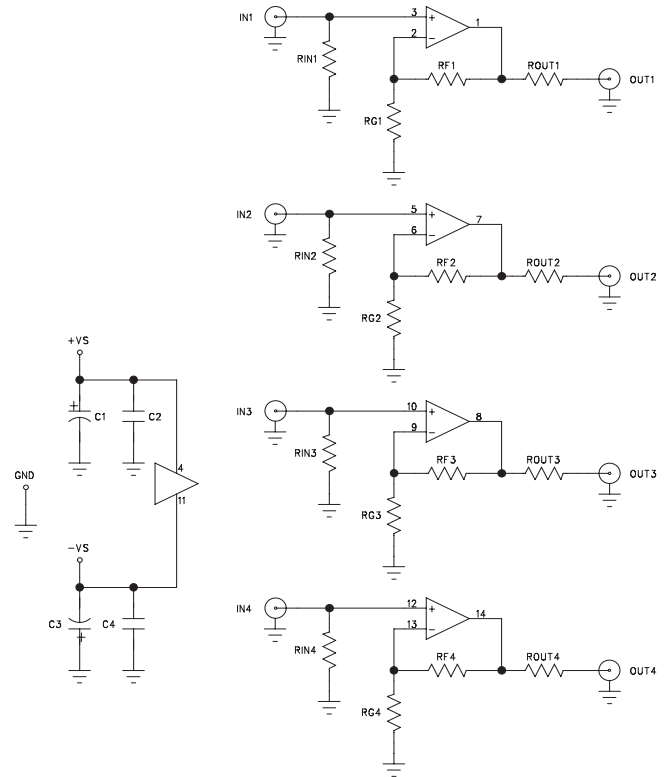 IN1
3
+
1
2
−
RIN1
RF1
ROUT1
OUT1
RG1
IN2
5
+
7
6
−
RIN2
RF2
ROUT2
OUT2
RG2
+VS
+
C1
C2
4
11
GND
−VS
C3
+
C4
IN3
10
+
8
9
−
RIN3
RF3
ROUT3
OUT3
RG3
IN4
12
+
14
13
−
RIN4
RF4
ROUT4
OUT4
RG4